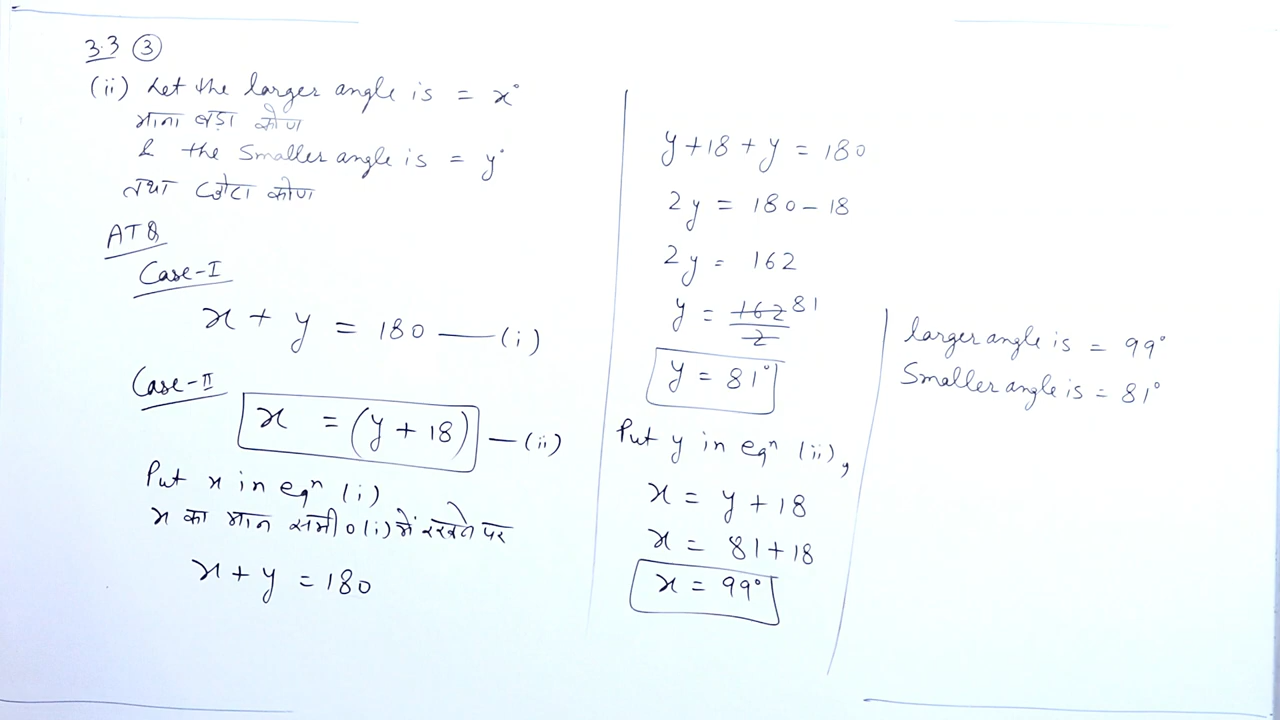 3.3 ③
(ii) Let the larger angle is = x°
माना बड़ा कोण
& the smaller angle is = y°
तथा छोटा कोण
ATQ
Case-I
x + y = 180 — (i)
Case-II
x = (y + 18) — (ii)
Put x in eqⁿ (i)
x का मान समी० (i) में रखने पर
x + y = 180
y + 18 + y = 180
2y = 180 - 18
2y = 162
y = 162/2 81
y = 81°
Put y in eqⁿ (ii),
x = y + 18
x = 81 + 18
x = 99°
larger angle is = 99°
Smaller angle is = 81°